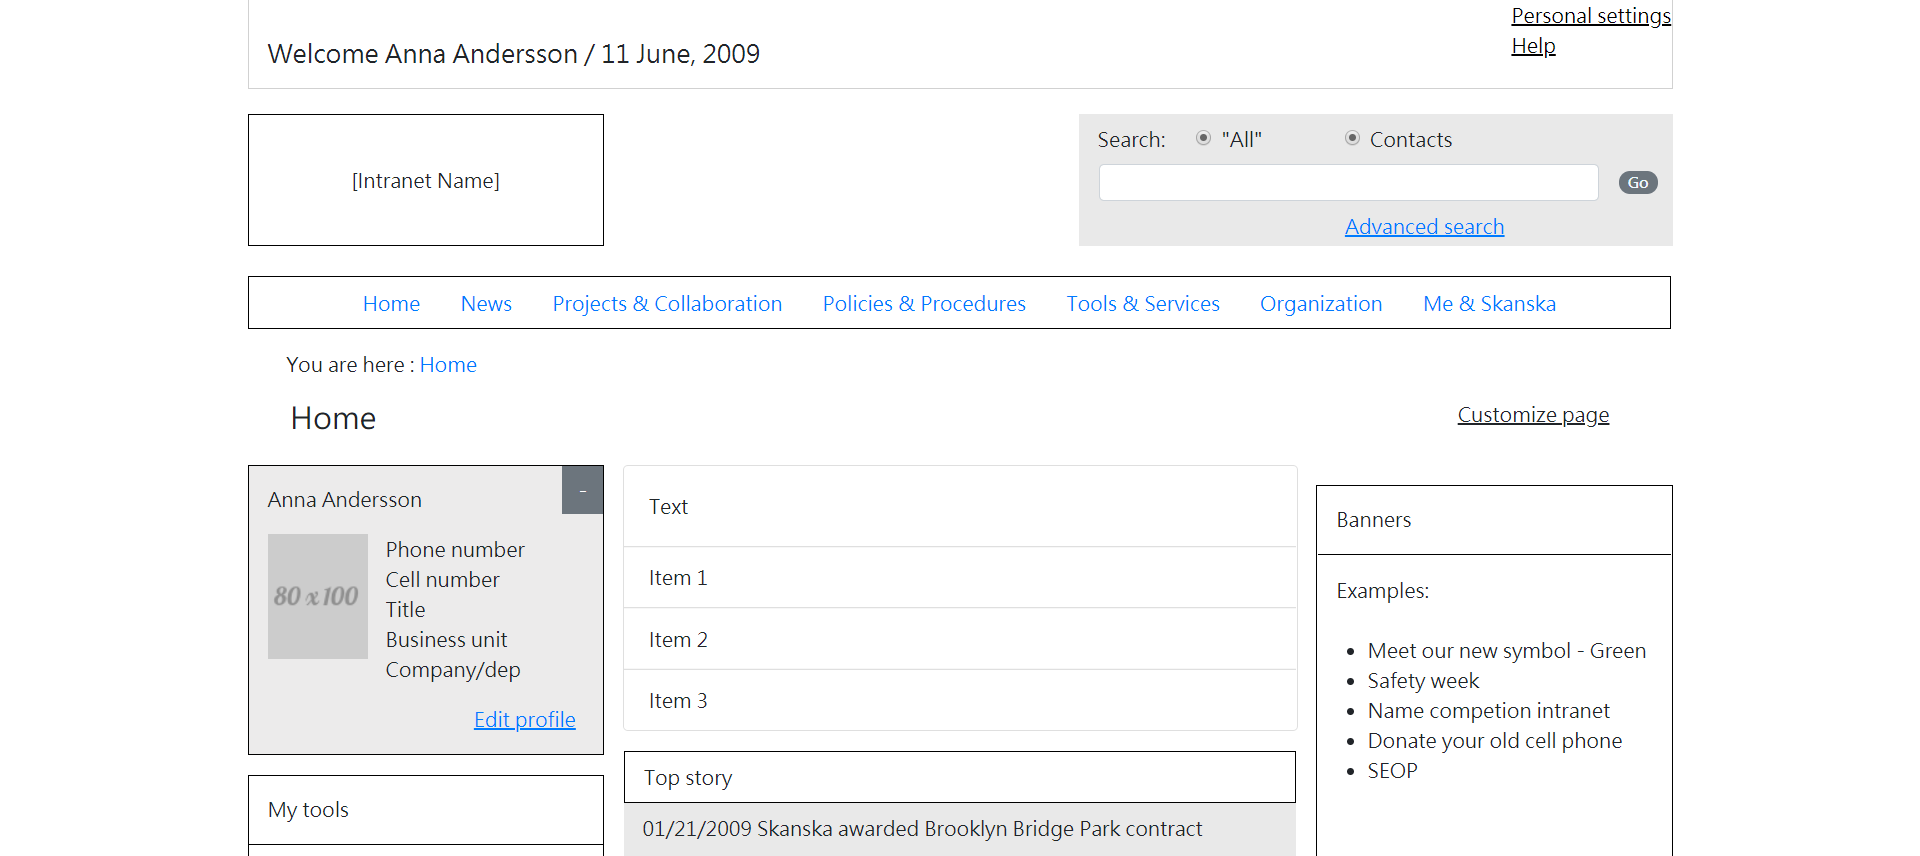 Personal settings
Help
Welcome Anna Andersson / 11 June, 2009
[Intranet Name]
Search: "All" Contacts
Go
Advanced search
Home News Projects & Collaboration Policies & Procedures Tools & Services Organization Me & Skanska
You are here : Home
Home
Customize page
Anna Andersson
-
80 x 100
Phone number
Cell number
Title
Business unit
Company/dep
Edit profile
My tools
Text
Item 1
Item 2
Item 3
Top story
01/21/2009 Skanska awarded Brooklyn Bridge Park contract
Banners
Examples:
Meet our new symbol - Green
Safety week
Name competion intranet
Donate your old cell phone
SEOP